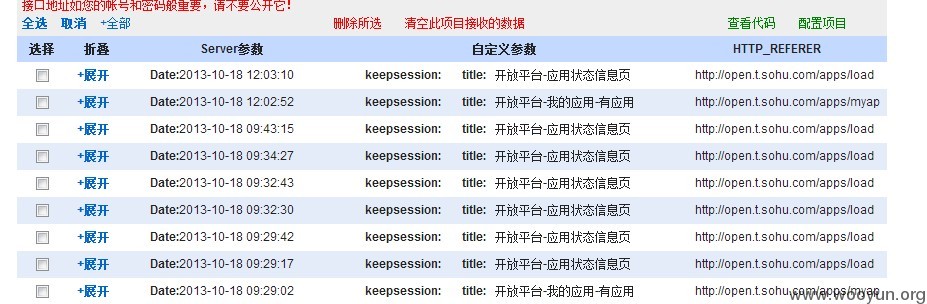 接口地址如您的帐号和密码般重要，请不要公开它！
全选 取消 +全部 删除所选 清空此项目接收的数据 查看代码 配置项目
选择 折叠 Server参数 自定义参数 HTTP_REFERER
+展开 Date:2013-10-18 12:03:10 keepsession: title: 开放平台-应用状态信息页 http://open.t.sohu.com/apps/load
+展开 Date:2013-10-18 12:02:52 keepsession: title: 开放平台-我的应用-有应用 http://open.t.sohu.com/apps/myap
+展开 Date:2013-10-18 09:43:15 keepsession: title: 开放平台-应用状态信息页 http://open.t.sohu.com/apps/load
+展开 Date:2013-10-18 09:34:27 keepsession: title: 开放平台-应用状态信息页 http://open.t.sohu.com/apps/load
+展开 Date:2013-10-18 09:32:43 keepsession: title: 开放平台-应用状态信息页 http://open.t.sohu.com/apps/load
+展开 Date:2013-10-18 09:32:30 keepsession: title: 开放平台-应用状态信息页 http://open.t.sohu.com/apps/load
+展开 Date:2013-10-18 09:29:42 keepsession: title: 开放平台-应用状态信息页 http://open.t.sohu.com/apps/load
+展开 Date:2013-10-18 09:29:17 keepsession: title: 开放平台-应用状态信息页 http://open.t.sohu.com/apps/load
+展开 Date:2013-10-18 09:29:02 keepsession: title: 开放平台-我的应用-有应用 http://open.t.sohu.com/apps/myap
www.wooyun.org